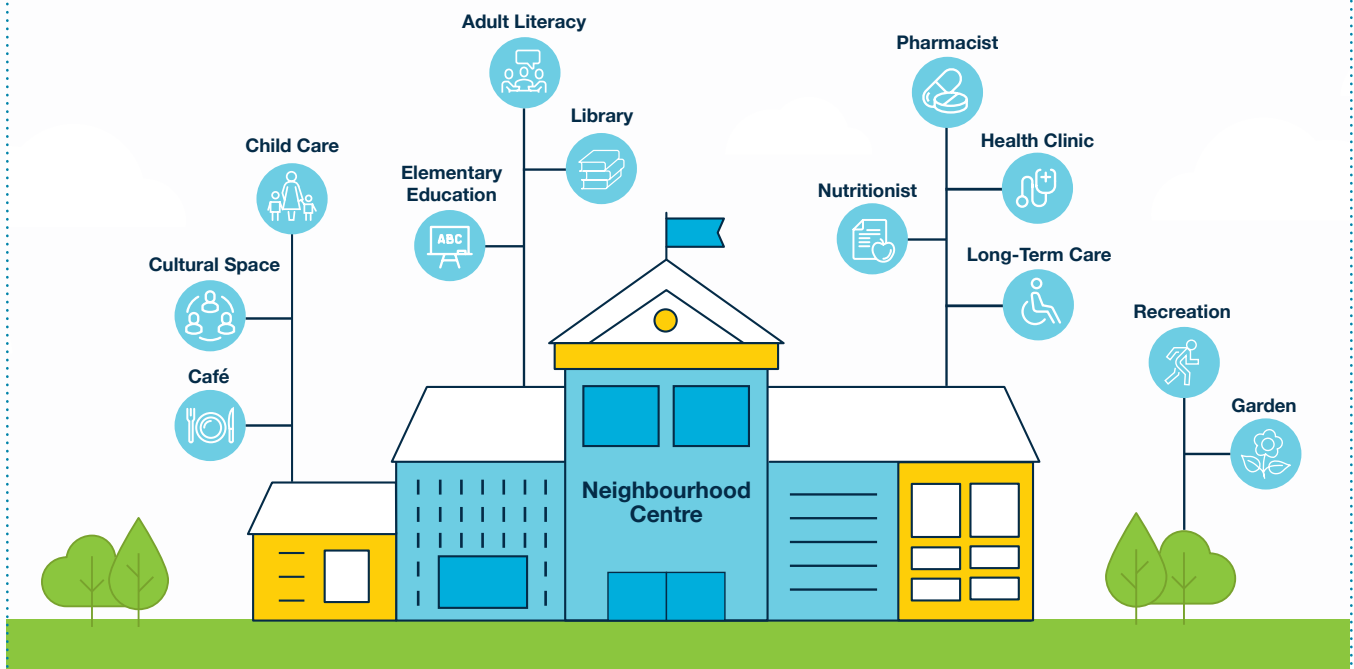 Adult Literacy
Pharmacist
Library
Child Care
Health Clinic
Elementary
Education
ABC
Nutritionist
Cultural Space
Long-Term Care
Recreation
Café
Garden
Neighbourhood
Centre